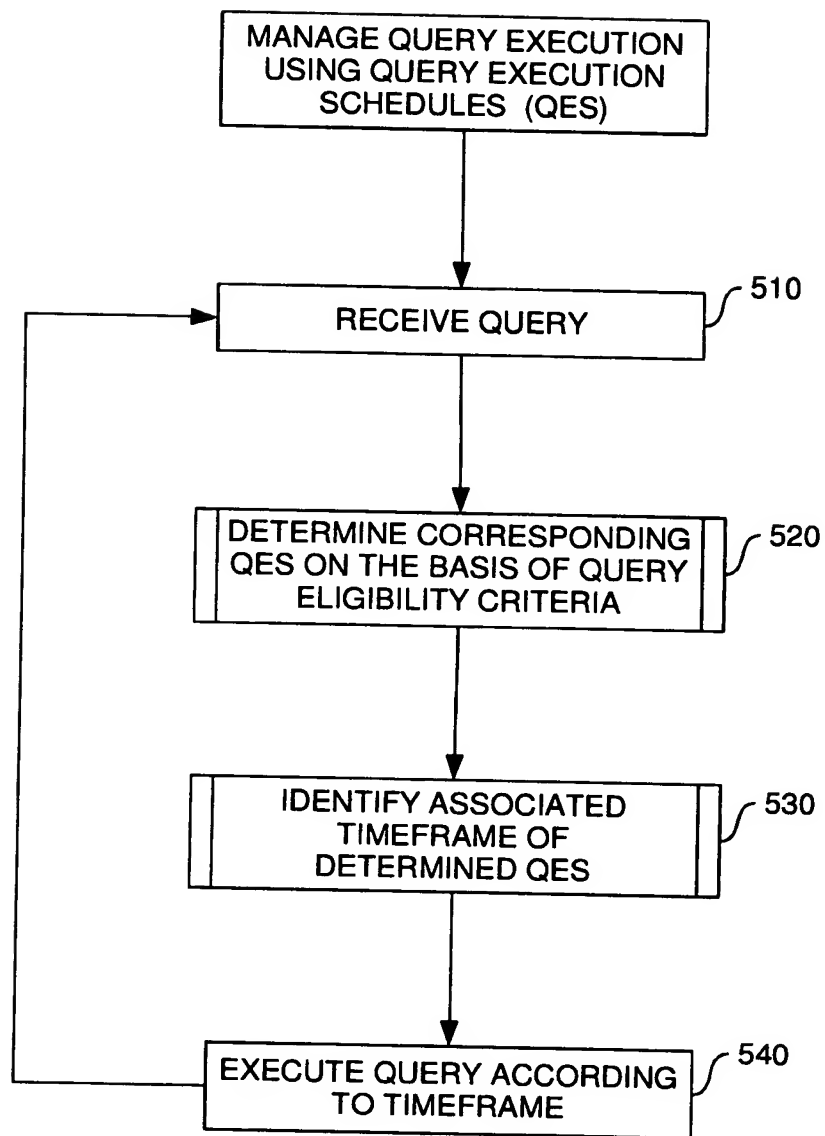 MANAGE QUERY EXECUTION
USING QUERY EXECUTION
SCHEDULES (QES)
510
RECEIVE QUERY
520
DETERMINE CORRESPONDING
QES ON THE BASIS OF QUERY
ELIGIBILITY CRITERIA
530
IDENTIFY ASSOCIATED
TIMEFRAME OF
DETERMINED QES
540
EXECUTE QUERY ACCORDING
TO TIMEFRAME